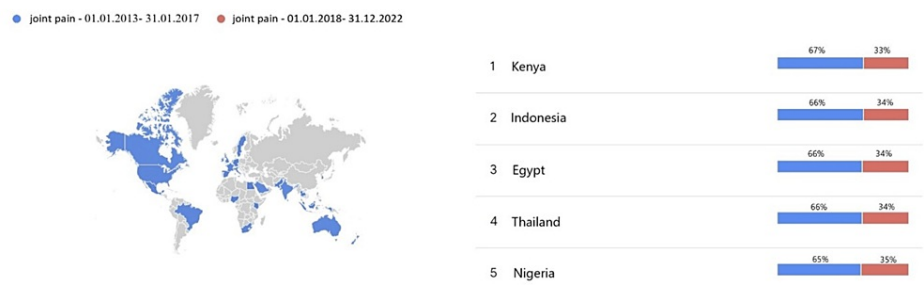 joint pain - 01.01.2013- 31.01.2017 joint pain - 01.01.2018- 31.12.2022
67% 33%
1 Kenya
66% 34%
2 Indonesia
66% 34%
3 Egypt
66% 34%
4 Thailand
65% 35%
5 Nigeria